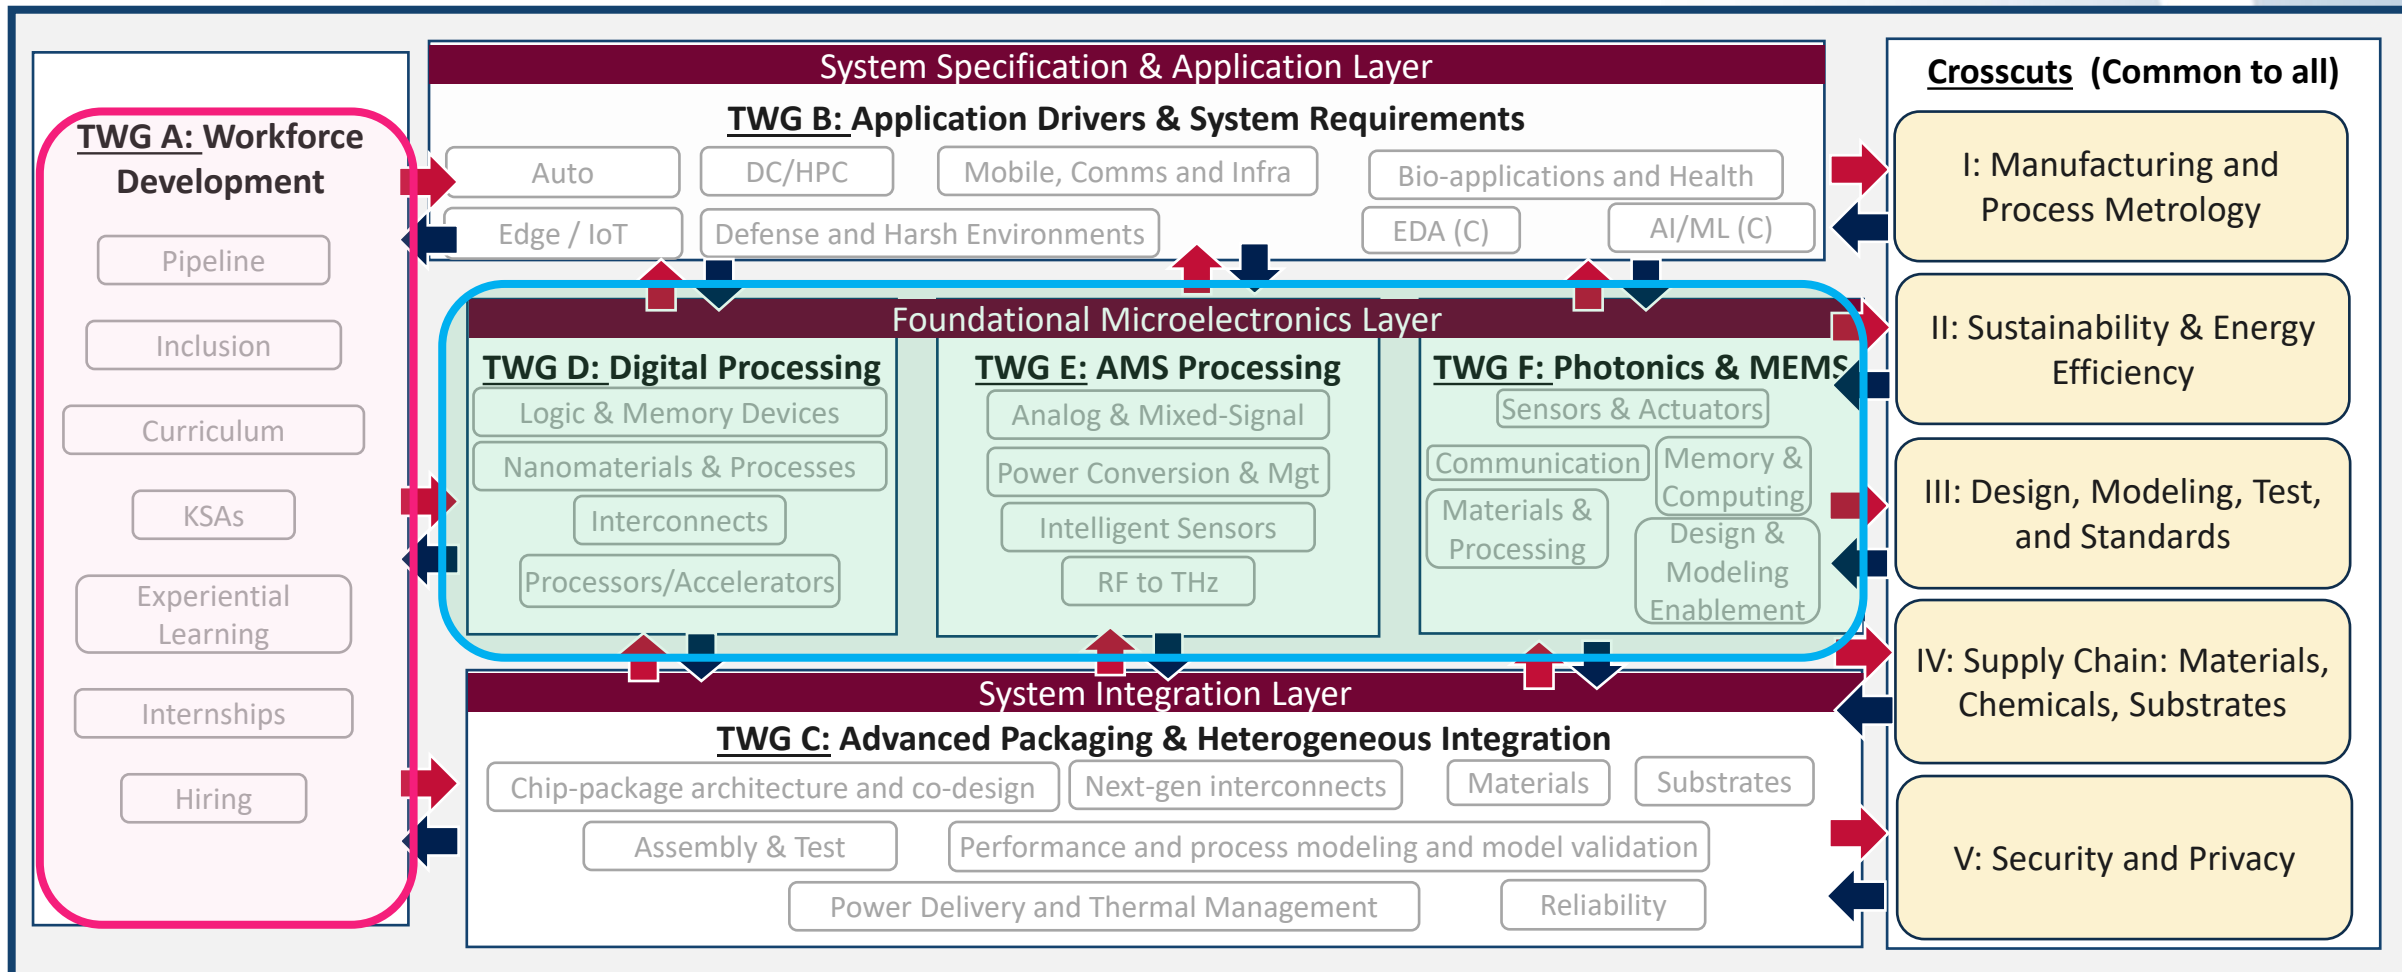 TWG A: Workforce
Development
Pipeline
Inclusion
Curriculum
KSAs
Experiential
Learning
Internships
Hiring
System Specification & Application Layer
TWG B: Application Drivers & System Requirements
Auto
DC/HPC
Mobile, Comms and Infra
Bio-applications and Health
Edge / IoT
Defense and Harsh Environments
EDA (C)
AI/ML (C)
Foundational Microelectronics Layer
TWG D: Digital Processing
Logic & Memory Devices
Nanomaterials & Processes
Interconnects
Processors/Accelerators
TWG E: AMS Processing
Analog & Mixed-Signal
Power Conversion & Mgt
Intelligent Sensors
RF to THz
TWG F: Photonics & MEMS
Sensors & Actuators
Communication
Memory &
Computing
Materials &
Processing
Design &
Modeling
Enablement
System Integration Layer
TWG C: Advanced Packaging & Heterogeneous Integration
Chip-package architecture and co-design
Next-gen interconnects
Materials
Substrates
Assembly & Test
Performance and process modeling and model validation
Power Delivery and Thermal Management
Reliability
Crosscuts (Common to all)
I: Manufacturing and
Process Metrology
II: Sustainability & Energy
Efficiency
III: Design, Modeling, Test,
and Standards
IV: Supply Chain: Materials,
Chemicals, Substrates
V: Security and Privacy